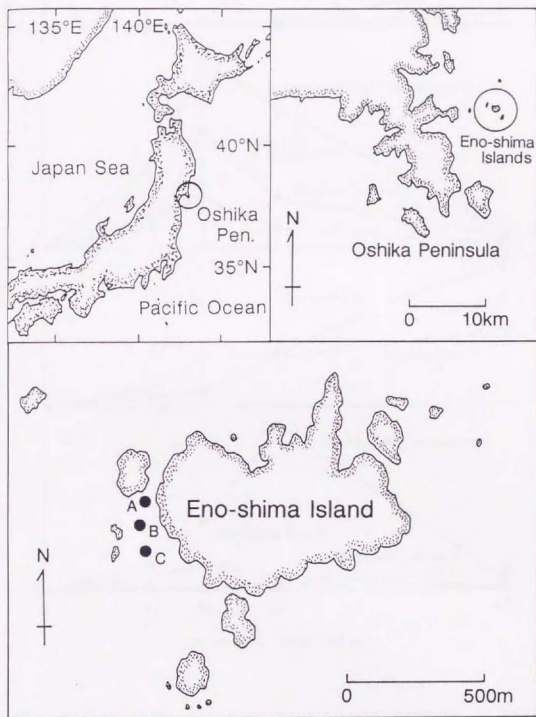 135°E 140°E
40°N
Japan Sea
Oshika
Pen.
35°N
Pacific Ocean
Eno-shima
Islands
N
Oshika Peninsula
0 10km
A
Eno-shima Island
B
C
N
0 500m